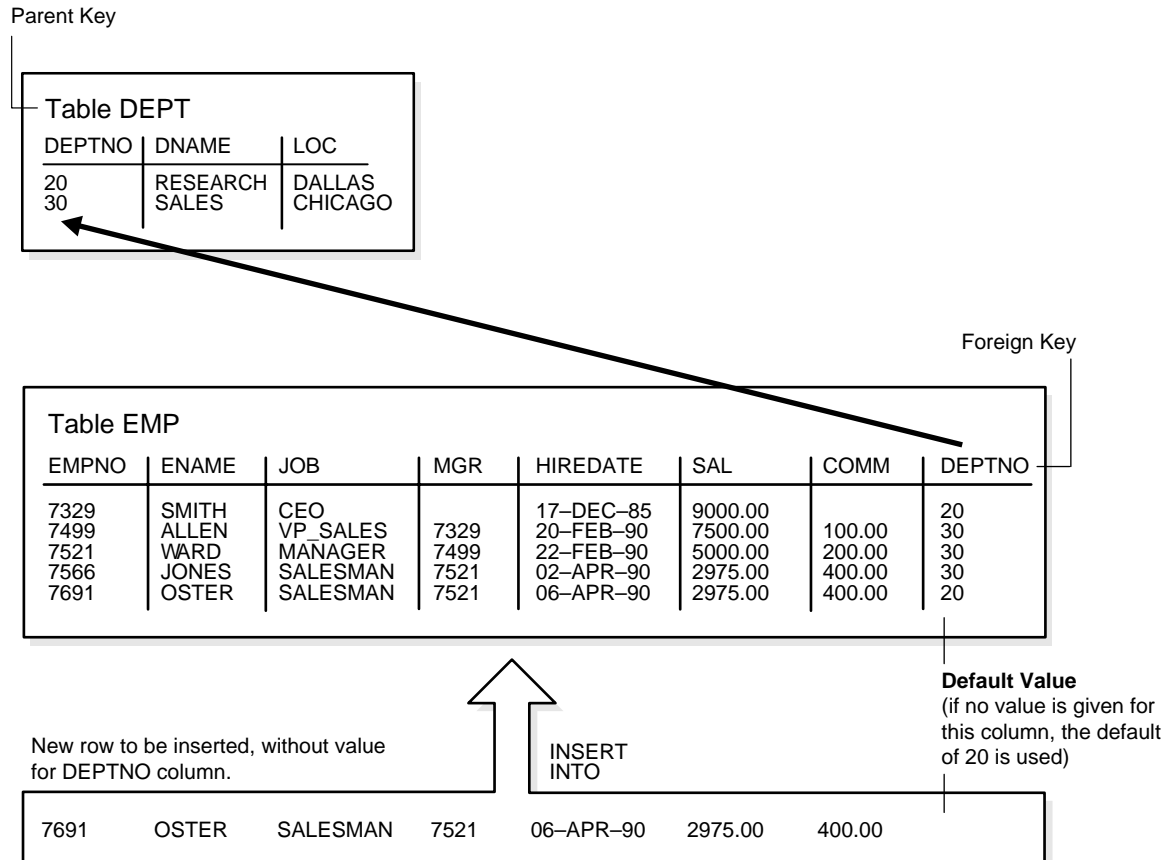 Parent Key
Table DEPT
DEPTNO DNAME LOC
20 RESEARCH DALLAS
30 SALES CHICAGO
Foreign Key
Table EMP
EMPNO ENAME JOB MGR HIREDATE SAL COMM DEPTNO
7329 SMITH CEO 17–DEC–85 9000.00 20
7499 ALLEN VP_SALES 7329 20–FEB–90 7500.00 100.00 30
7521 WARD MANAGER 7499 22–FEB–90 5000.00 200.00 30
7566 JONES SALESMAN 7521 02–APR–90 2975.00 400.00 30
7691 OSTER SALESMAN 7521 06–APR–90 2975.00 400.00 20
Default Value
(if no value is given for
this column, the default
of 20 is used)
New row to be inserted, without value
for DEPTNO column.
INSERT
INTO
7691 OSTER SALESMAN 7521 06–APR–90 2975.00 400.00